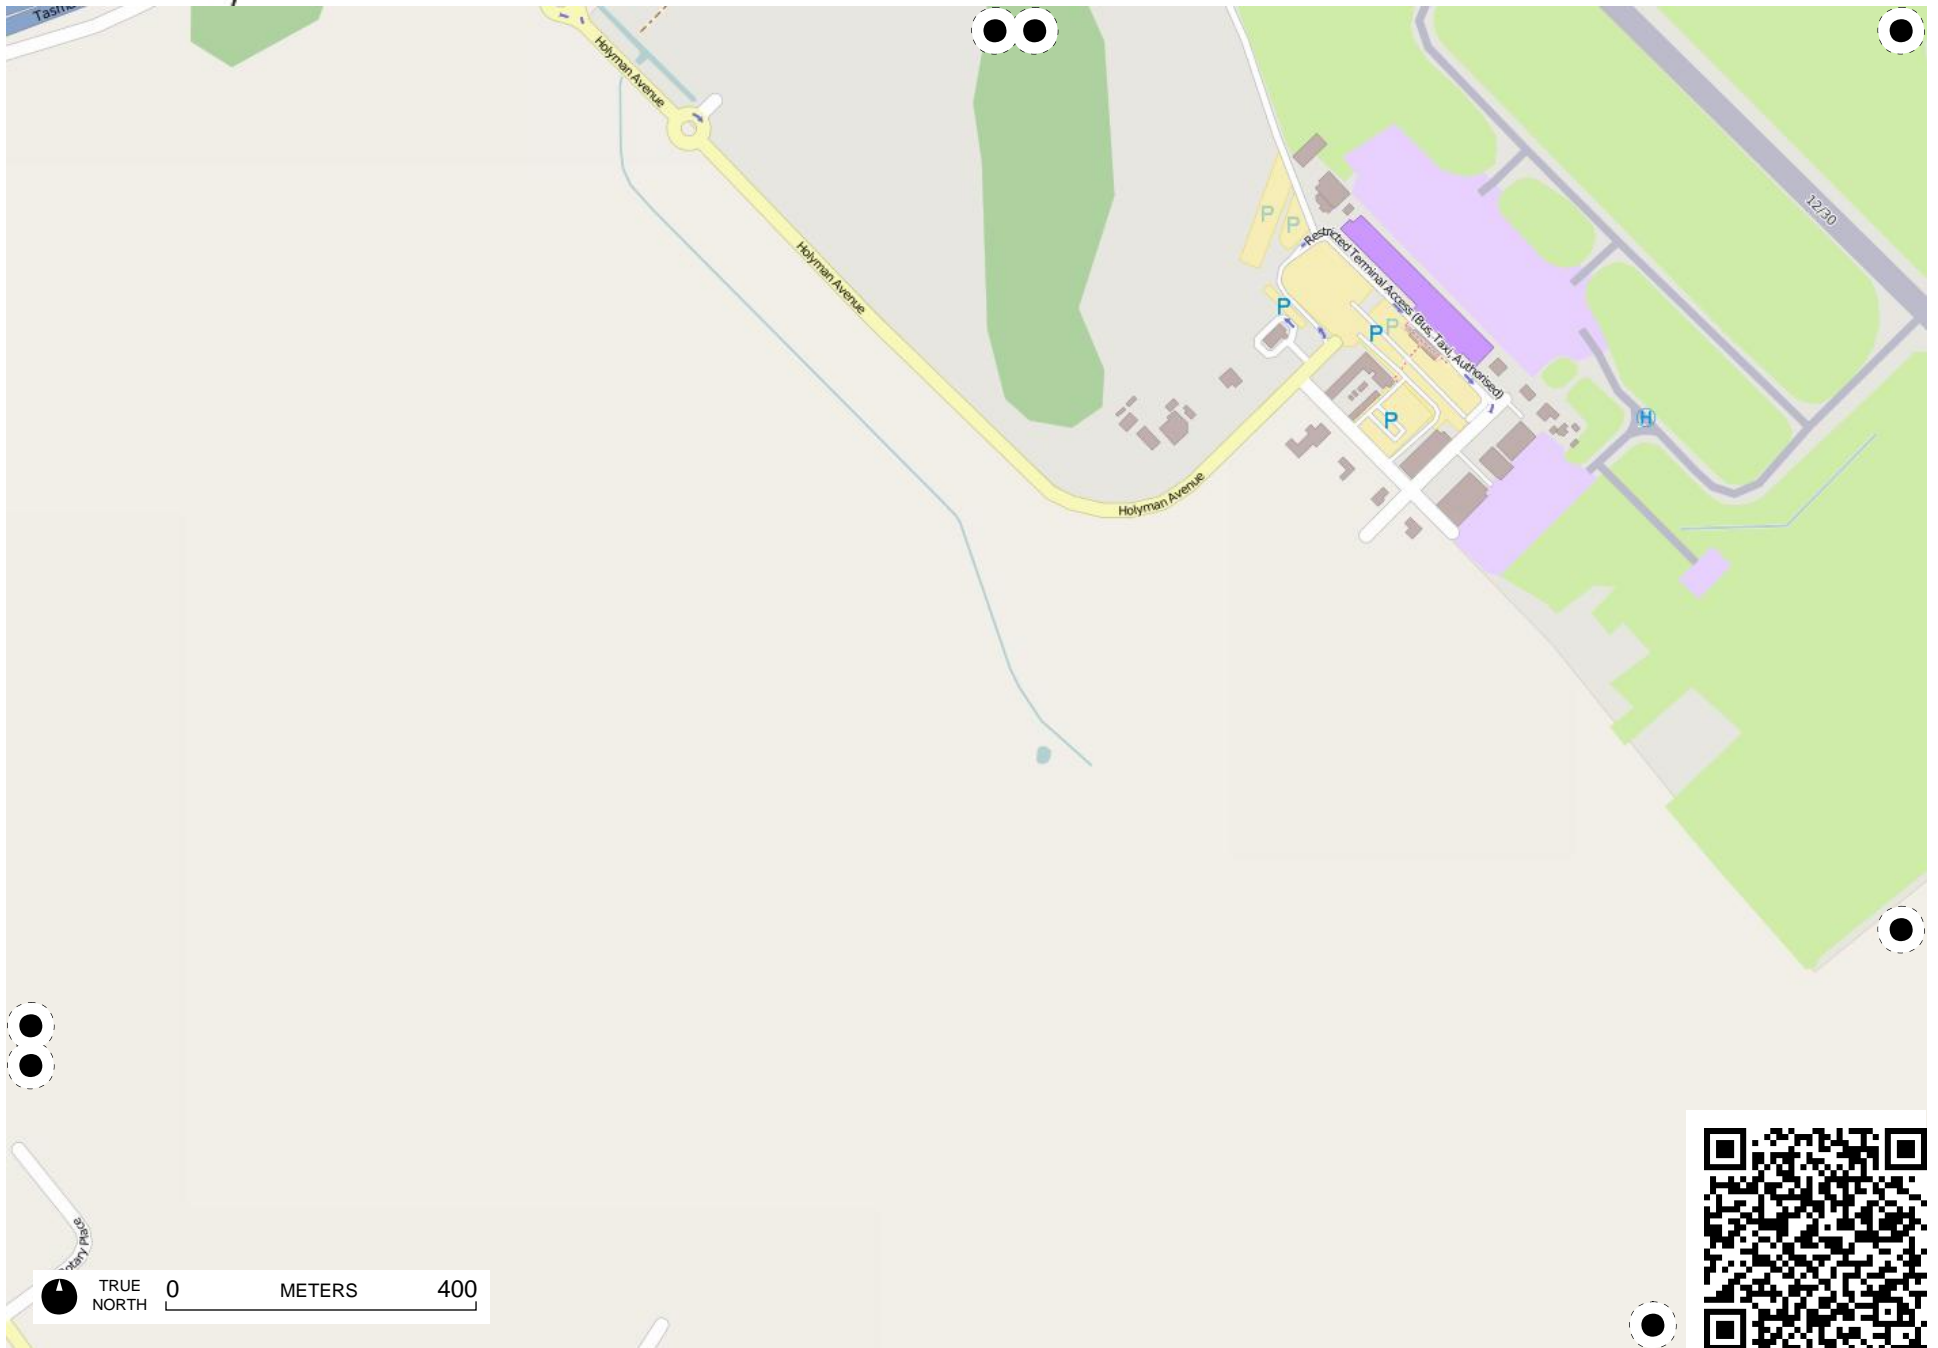 Holyman Avenue
12/30
P
P
Restricted Terminal Access (Bus, Taxi, Authorised)
Holyman Avenue
P
P
P
P
H
Holyman Avenue
TRUE NORTH
0 METERS 400